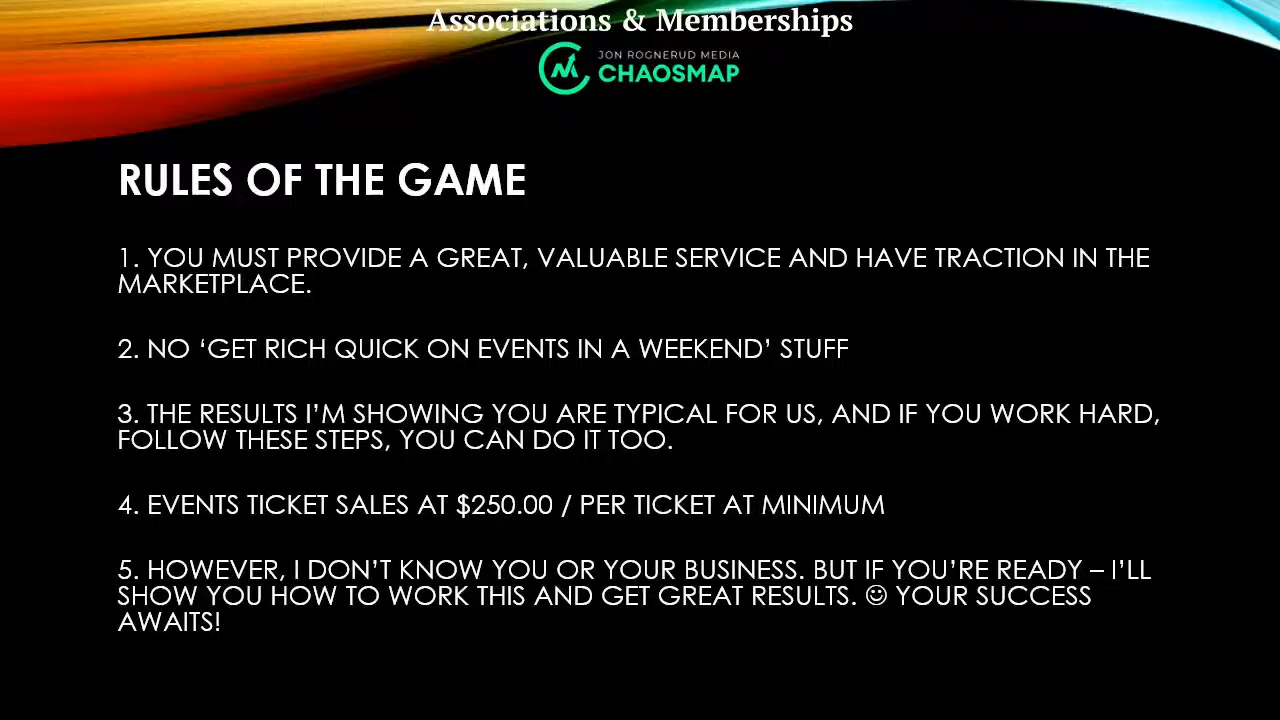 Associations & Memberships
JON ROGNERUD MEDIA
CHAOSMAP
RULES OF THE GAME
1. YOU MUST PROVIDE A GREAT, VALUABLE SERVICE AND HAVE TRACTION IN THE
MARKETPLACE.
2. NO ‘GET RICH QUICK ON EVENTS IN A WEEKEND’ STUFF
3. THE RESULTS I’M SHOWING YOU ARE TYPICAL FOR US, AND IF YOU WORK HARD,
FOLLOW THESE STEPS, YOU CAN DO IT TOO.
4. EVENTS TICKET SALES AT $250.00 / PER TICKET AT MINIMUM
5. HOWEVER, I DON’T KNOW YOU OR YOUR BUSINESS. BUT IF YOU’RE READY – I’LL
SHOW YOU HOW TO WORK THIS AND GET GREAT RESULTS. ☺ YOUR SUCCESS
AWAITS!